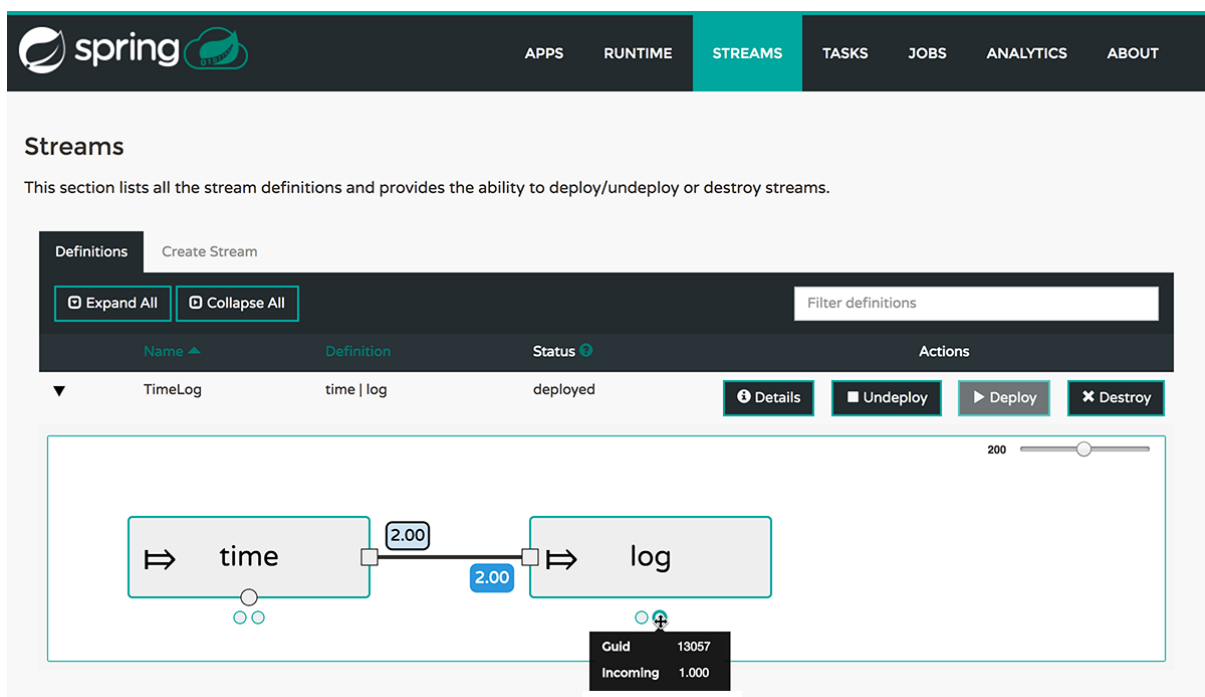 spring
APPS RUNTIME STREAMS TASKS JOBS ANALYTICS ABOUT
Streams
This section lists all the stream definitions and provides the ability to deploy/undeploy or destroy streams.
Definitions Create Stream
Expand All Collapse All Filter definitions
Name Definition Status Actions
TimeLog time | log deployed Details Undeploy Deploy Destroy
200
2.00
time log
2.00
Guid 13057
Incoming 1.000